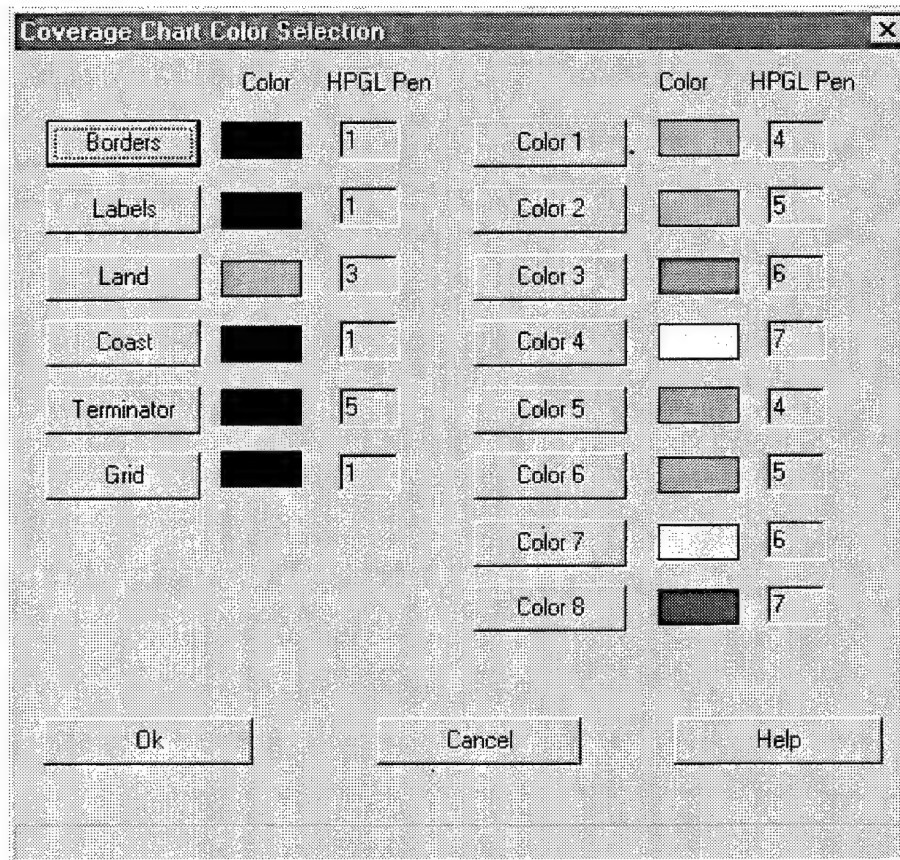 Coverage Chart Color Selection
Color HPGL Pen Color HPGL Pen
Borders 1 Color 1 4
Labels 1 Color 2 5
Land 3 Color 3 6
Coast 1 Color 4 7
Terminator 5 Color 5 4
Grid 1 Color 6 5
Color 7 6
Color 8 7
Ok Cancel Help